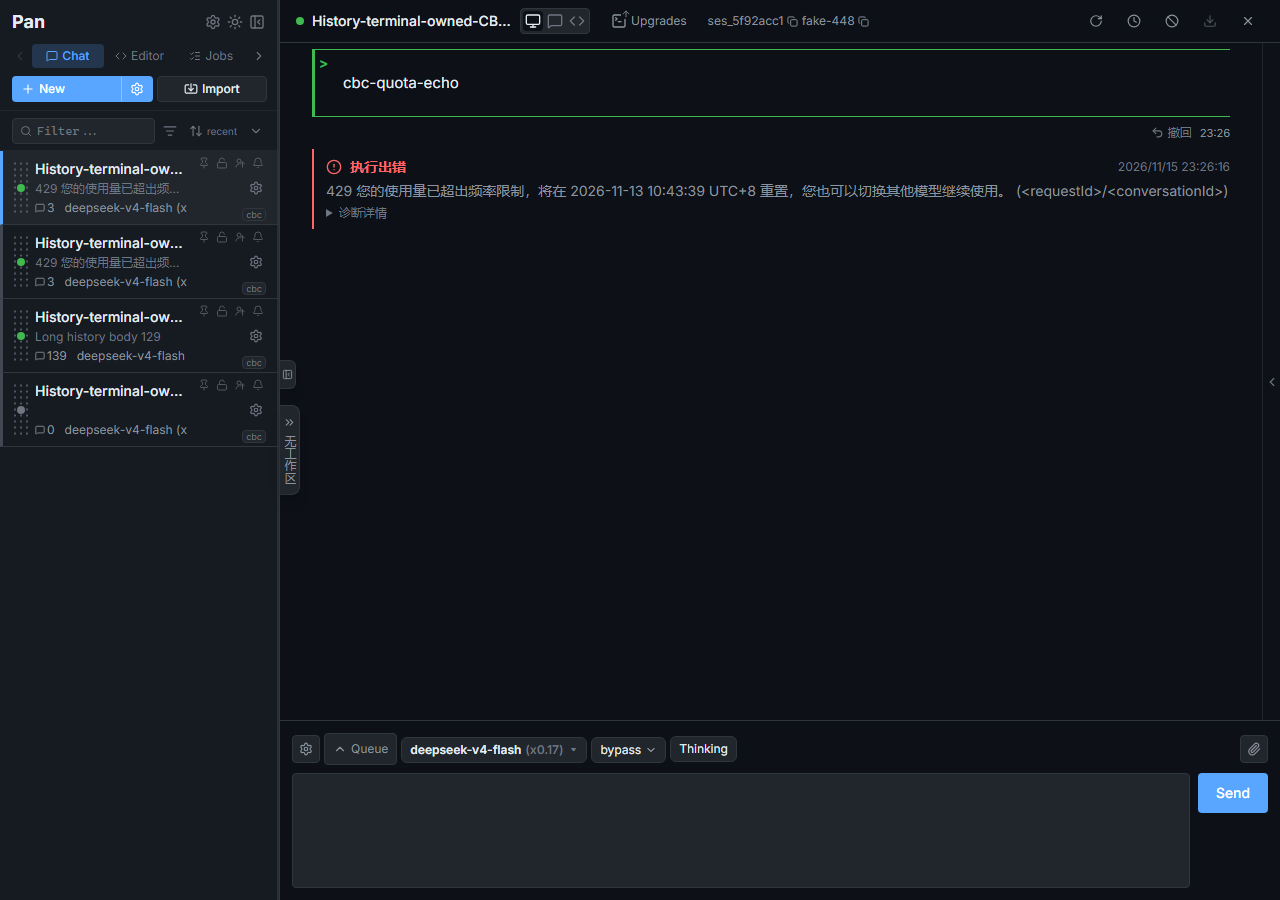 Pan
Chat
Editor
Jobs
New
Import
Filter ...
recent
History-terminal-ow...
429 您的使用量已超出频...
3 deepseek-v4-flash (x
cbc
History-terminal-ow...
429 您的使用量已超出频...
3 deepseek-v4-flash (x
cbc
History-terminal-ow...
Long history body 129
139 deepseek-v4-flash
cbc
History-terminal-ow...
0 deepseek-v4-flash (x
cbc
无工作区
History-terminal-owned-CB...
Upgrades
ses_5f92acc1
fake-448
>
cbc-quota-echo
撤回 23:26
执行出错
2026/11/15 23:26:16
429 您的使用量已超出频率限制，将在 2026-11-13 10:43:39 UTC+8 重置，您也可以切换其他模型继续使用。 (<requestId>/<conversationId>)
诊断详情
Queue
deepseek-v4-flash (x0.17)
bypass
Thinking
Send